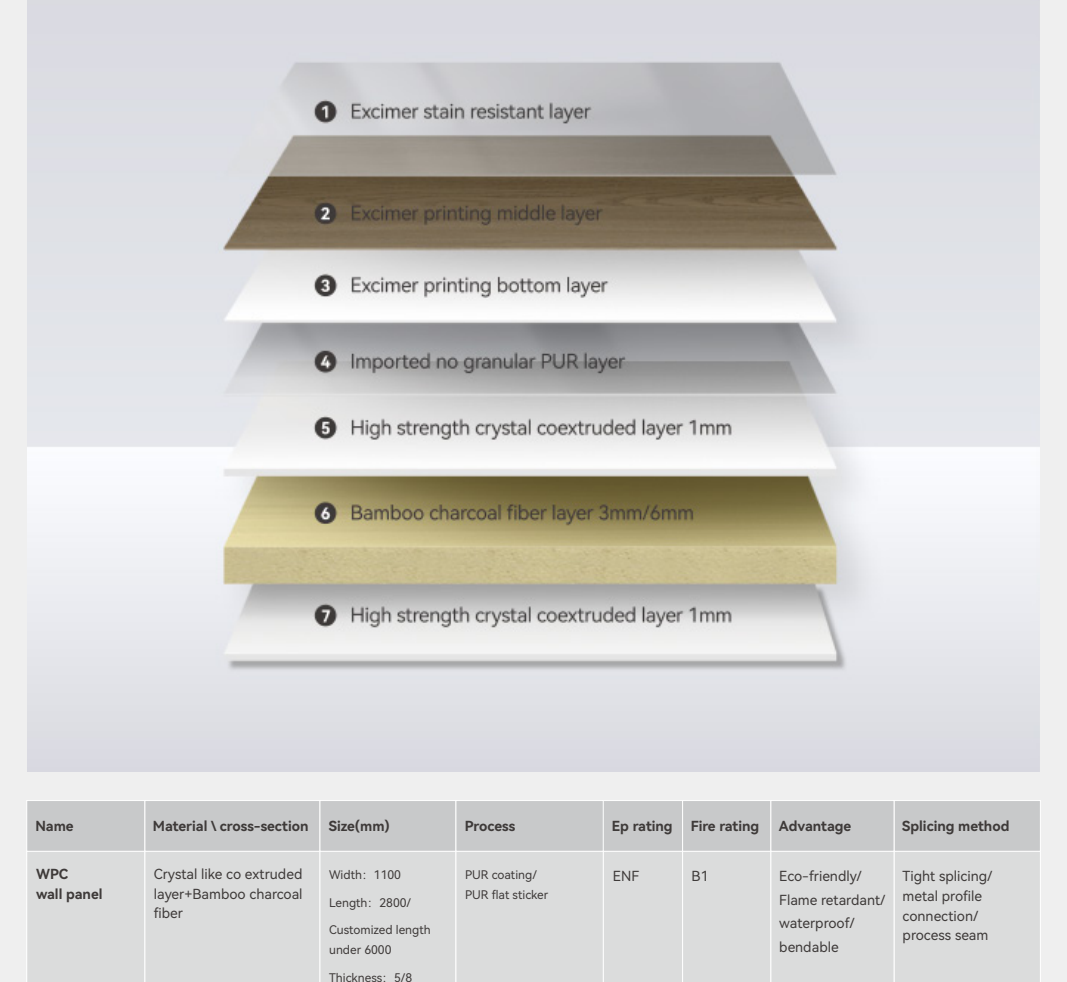 1 Excimer stain resistant layer
2 Excimer printing middle layer
3 Excimer printing bottom layer
4 Imported no granular PUR layer
5 High strength crystal coextruded layer 1mm
6 Bamboo charcoal fiber layer 3mm/6mm
7 High strength crystal coextruded layer 1mm
Name
Material \ cross-section
Size(mm)
Process
Ep rating
Fire rating
Advantage
Splicing method
WPC
wall panel
Crystal like co extruded
layer+Bamboo charcoal
fiber
Width: 1100
Length: 2800/
Customized length
under 6000
Thickness: 5/8
PUR coating/
PUR flat sticker
ENF
B1
Eco-friendly/
Flame retardant/
waterproof/
bendable
Tight splicing/
metal profile
connection/
process seam